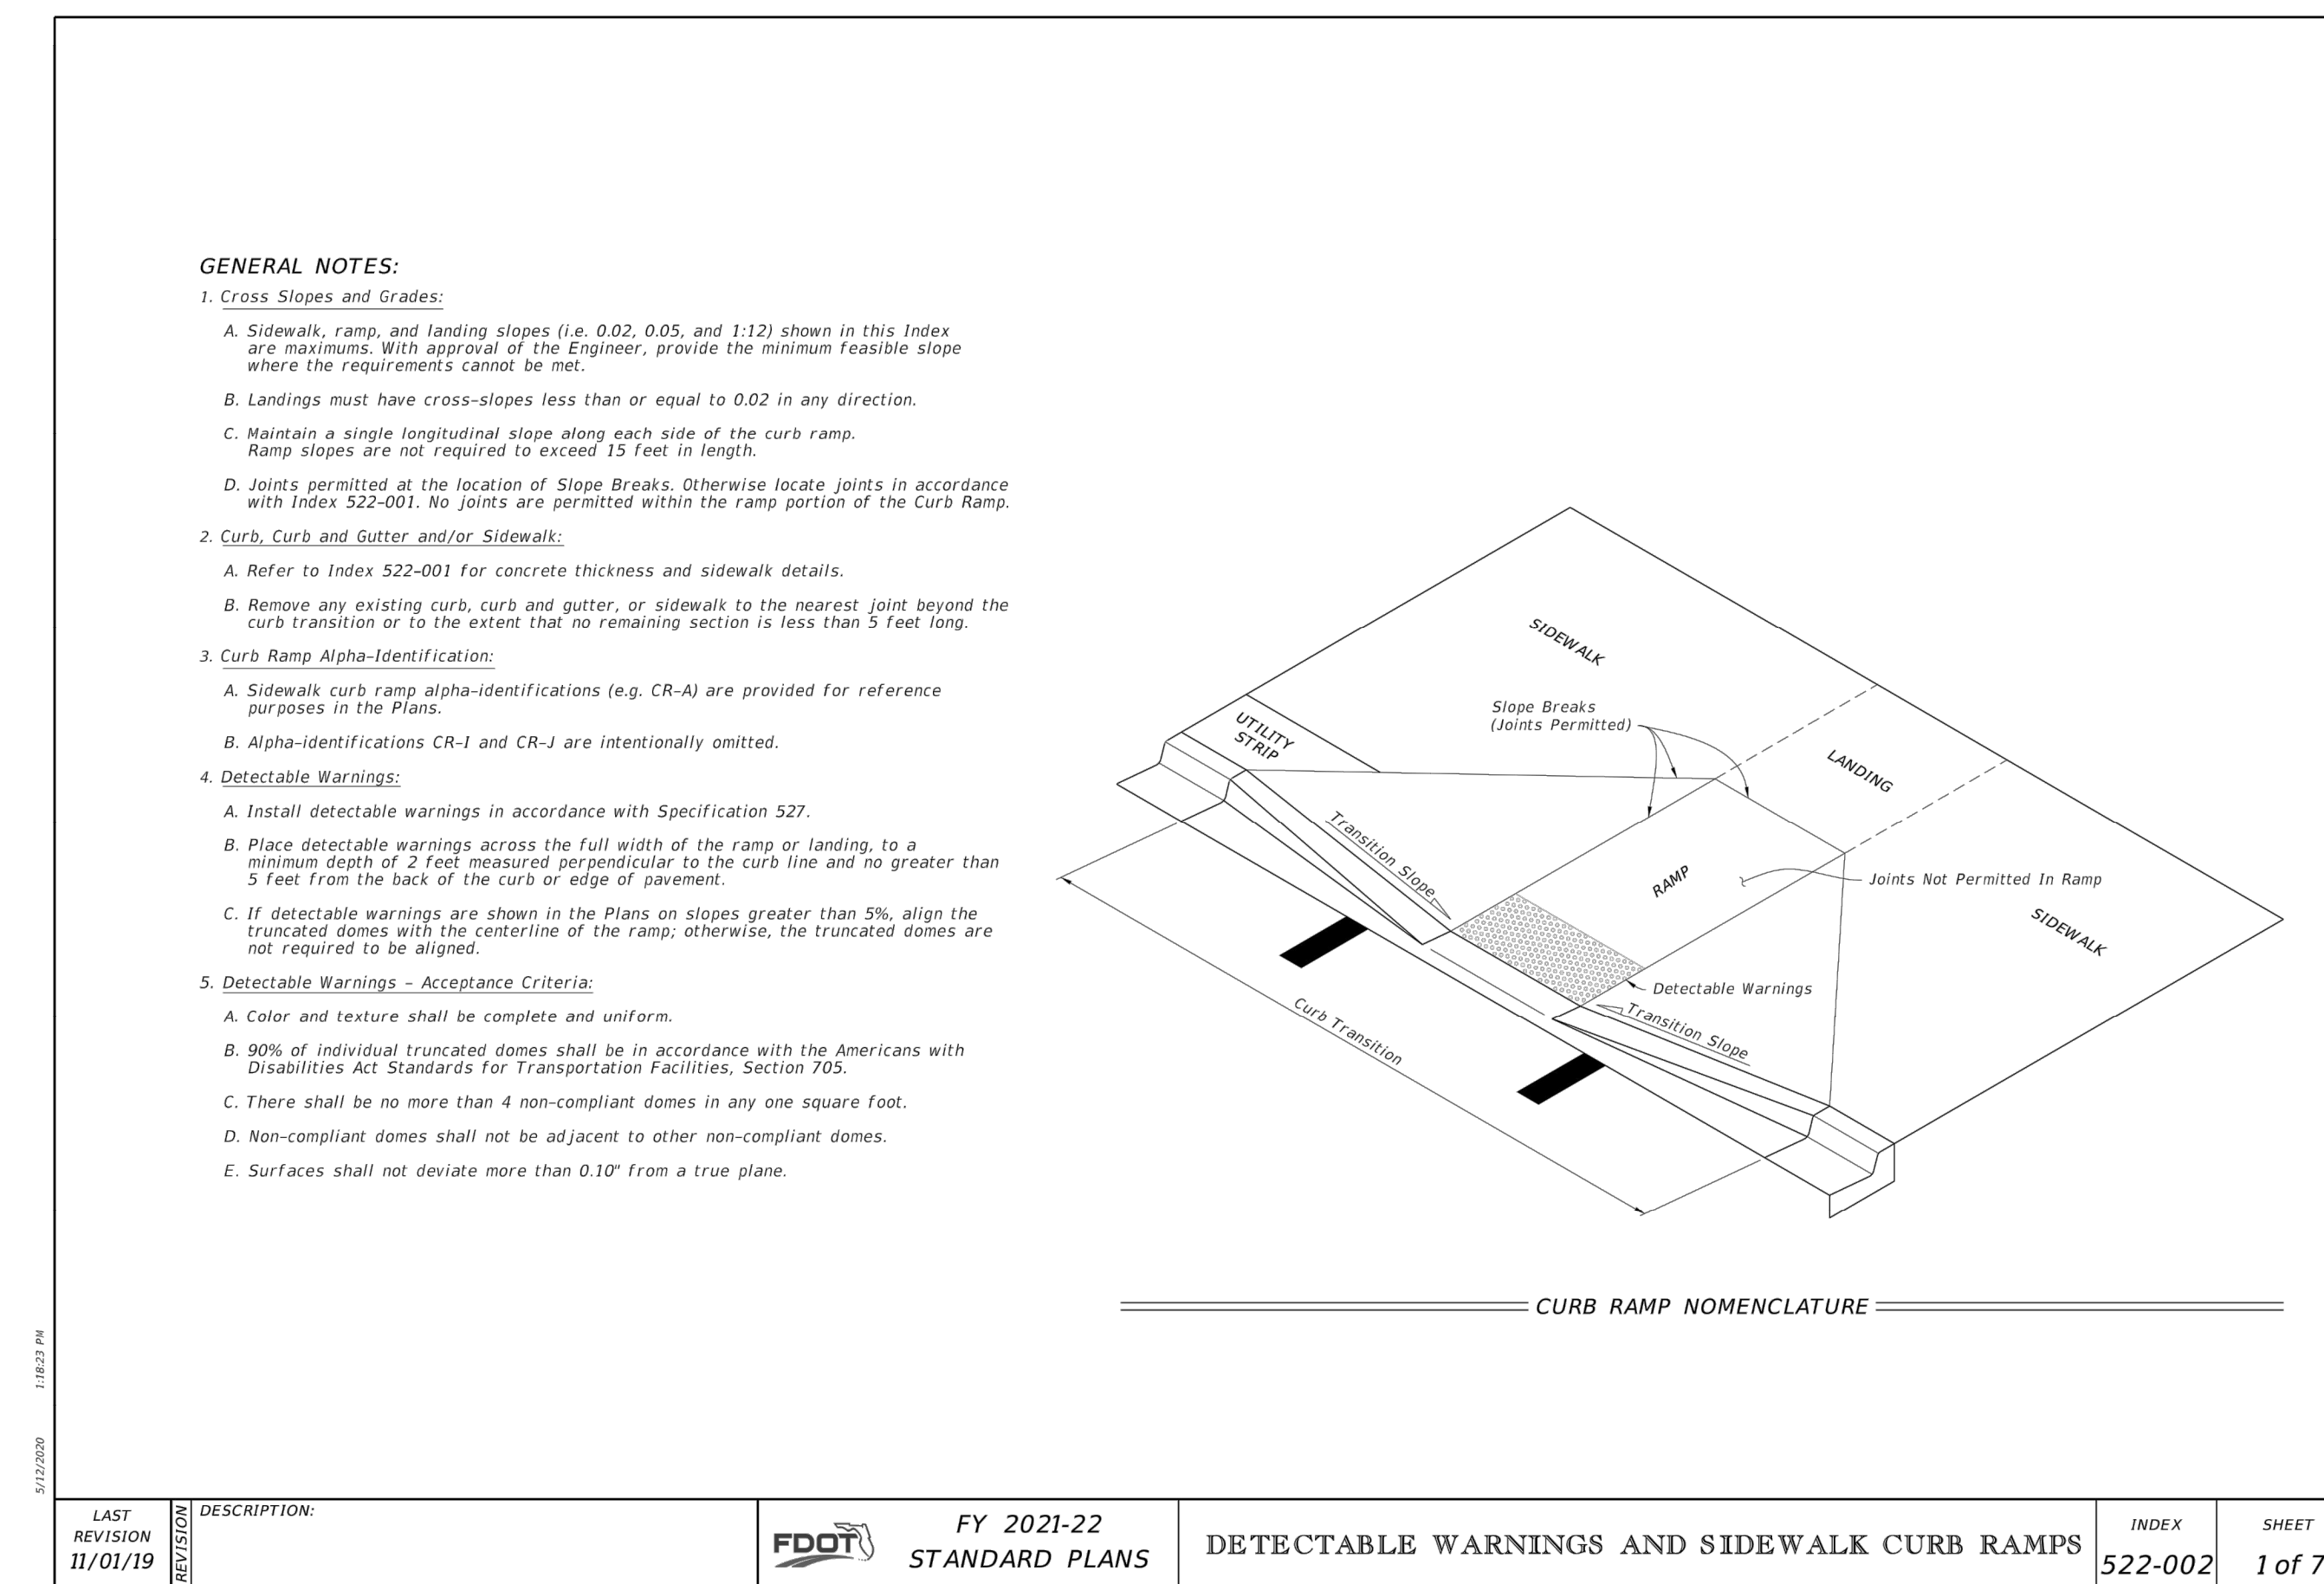 GENERAL NOTES:
1. Cross Slopes and Grades:
A. Sidewalk, ramp, and landing slopes (i.e. 0.02, 0.05, and 1:12) shown in this Index
are maximums. With approval of the Engineer, provide the minimum feasible slope
where the requirements cannot be met.
B. Landings must have cross-slopes less than or equal to 0.02 in any direction.
C. Maintain a single longitudinal slope along each side of the curb ramp.
Ramp slopes are not required to exceed 15 feet in length.
D. Joints permitted at the location of Slope Breaks. Otherwise locate joints in accordance
with Index 522-001. No joints are permitted within the ramp portion of the Curb Ramp.
2. Curb, Curb and Gutter and/or Sidewalk:
A. Refer to Index 522-001 for concrete thickness and sidewalk details.
B. Remove any existing curb, curb and gutter, or sidewalk to the nearest joint beyond the
curb transition or to the extent that no remaining section is less than 5 feet long.
3. Curb Ramp Alpha-Identification:
A. Sidewalk curb ramp alpha-identifications (e.g. CR-A) are provided for reference
purposes in the Plans.
B. Alpha-identifications CR-I and CR-J are intentionally omitted.
4. Detectable Warnings:
A. Install detectable warnings in accordance with Specification 527.
B. Place detectable warnings across the full width of the ramp or landing, to a
minimum depth of 2 feet measured perpendicular to the curb line and no greater than
5 feet from the back of the curb or edge of pavement.
C. If detectable warnings are shown in the Plans on slopes greater than 5%, align the
truncated domes with the centerline of the ramp; otherwise, the truncated domes are
not required to be aligned.
5. Detectable Warnings - Acceptance Criteria:
A. Color and texture shall be complete and uniform.
B. 90% of individual truncated domes shall be in accordance with the Americans with
Disabilities Act Standards for Transportation Facilities, Section 705.
C. There shall be no more than 4 non-compliant domes in any one square foot.
D. Non-compliant domes shall not be adjacent to other non-compliant domes.
E. Surfaces shall not deviate more than 0.10" from a true plane.
SIDEWALK
UTILITY
STRIP
Slope Breaks
(Joints Permitted)
LANDING
Transition Slope
RAMP
Joints Not Permitted In Ramp
SIDEWALK
Detectable Warnings
Transition Slope
Curb Transition
CURB RAMP NOMENCLATURE
1:18:23 PM
5/12/2020
LAST
REVISION
11/01/19
REVISION
DESCRIPTION:
FDOT
FY 2021-22
STANDARD PLANS
DETECTABLE WARNINGS AND SIDEWALK CURB RAMPS
INDEX
522-002
SHEET
1 of 7